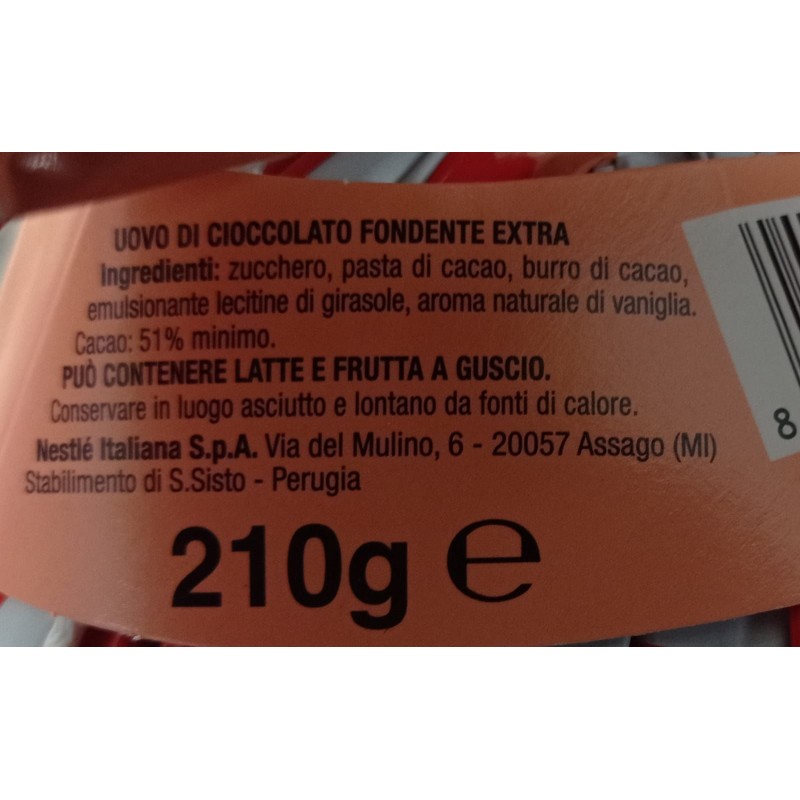 UOVO DI CIOCCOLATO FONDENTE EXTRA
Ingredienti: zucchero, pasta di cacao, burro di cacao,
emulsionante lecitine di girasole, aroma naturale di vaniglia.
Cacao: 51% minimo.
PUÒ CONTENERE LATTE E FRUTTA A GUSCIO.
Conservare in luogo asciutto e lontano da fonti di calore.
Nestlé Italiana S.p.A. Via del Mulino, 6 - 20057 Assago (MI)
Stabilimento di S.Sisto - Perugia
210g e
8